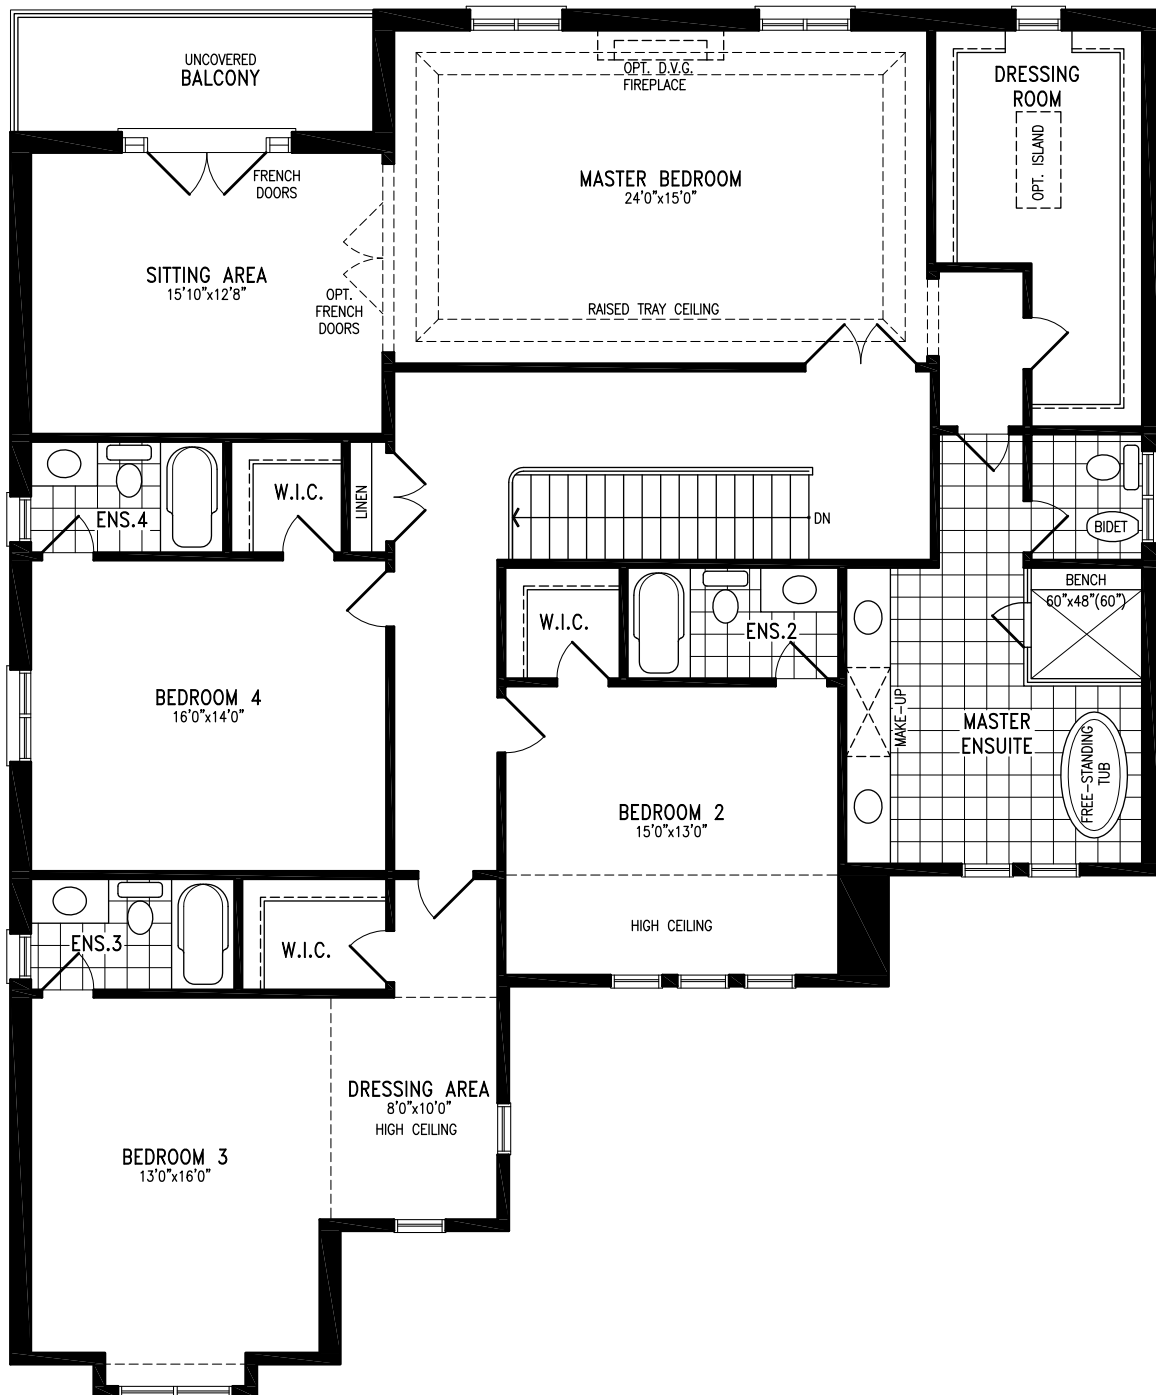 UNCOVERED
BALCONY
FRENCH
DOORS
SITTING AREA
15'10"x12'8"
OPT.
FRENCH
DOORS
OPT. D.V.G.
FIREPLACE
MASTER BEDROOM
24'0"x15'0"
RAISED TRAY CEILING
DRESSING
ROOM
OPT. ISLAND
ENS.4
W.I.C.
LINEN
DN
BIDET
BENCH
60"x48"(60")
W.I.C.
ENS.2
MAKE-UP
MASTER
ENSUITE
FREE-STANDING
TUB
BEDROOM 4
16'0"x14'0"
BEDROOM 2
15'0"x13'0"
HIGH CEILING
ENS.3
W.I.C.
DRESSING AREA
8'0"x10'0"
HIGH CEILING
BEDROOM 3
13'0"x16'0"